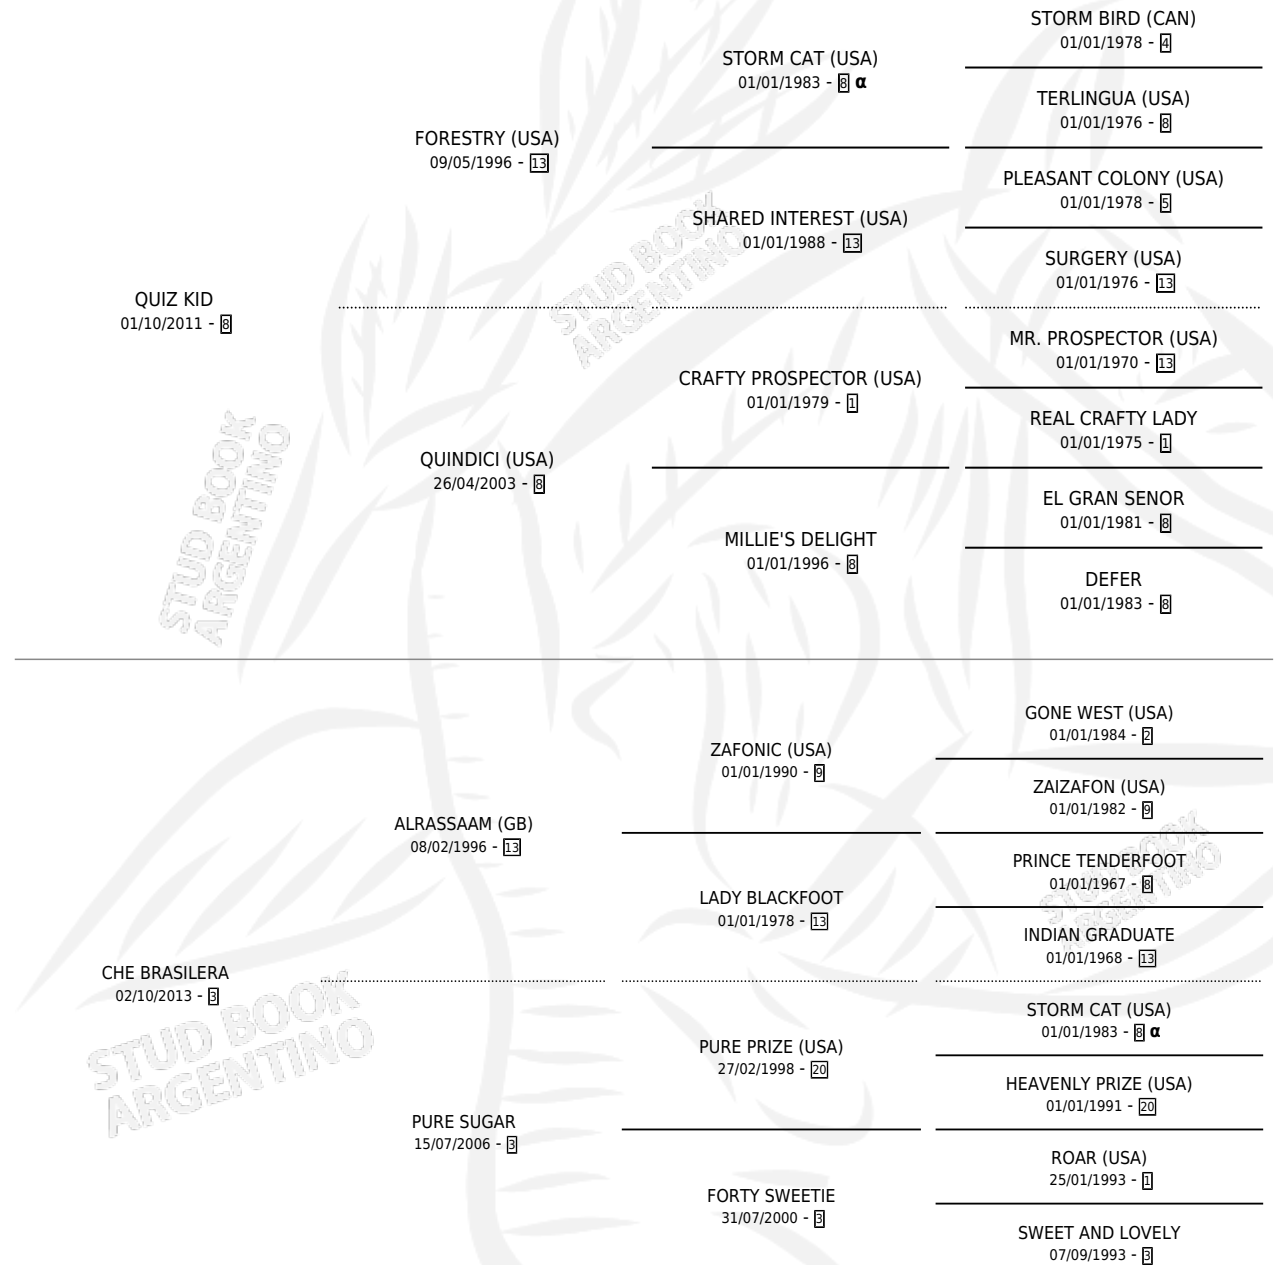 STORM BIRD (CAN)
01/01/1978 - 4
STORM CAT (USA)
01/01/1983 - 8 α
TERLINGUA (USA)
01/01/1976 - 8
FORESTRY (USA)
09/05/1996 - 13
PLEASANT COLONY (USA)
01/01/1978 - 5
SHARED INTEREST (USA)
01/01/1988 - 13
SURGERY (USA)
01/01/1976 - 13
QUIZ KID
01/10/2011 - 8
MR. PROSPECTOR (USA)
01/01/1970 - 13
CRAFTY PROSPECTOR (USA)
01/01/1979 - 1
REAL CRAFTY LADY
01/01/1975 - 1
QUINDICI (USA)
26/04/2003 - 8
EL GRAN SENOR
01/01/1981 - 8
MILLIE'S DELIGHT
01/01/1996 - 8
DEFER
01/01/1983 - 8
GONE WEST (USA)
01/01/1984 - 2
ZAFONIC (USA)
01/01/1990 - 9
ZAIZAFON (USA)
01/01/1982 - 9
ALRASSAAM (GB)
08/02/1996 - 13
PRINCE TENDERFOOT
01/01/1967 - 8
LADY BLACKFOOT
01/01/1978 - 13
INDIAN GRADUATE
01/01/1968 - 13
CHE BRASILERA
02/10/2013 - 3
STORM CAT (USA)
01/01/1983 - 8 α
PURE PRIZE (USA)
27/02/1998 - 20
HEAVENLY PRIZE (USA)
01/01/1991 - 20
PURE SUGAR
15/07/2006 - 3
ROAR (USA)
25/01/1993 - 1
FORTY SWEETIE
31/07/2000 - 3
SWEET AND LOVELY
07/09/1993 - 3
STUD BOOK
ARGENTINO
STUD BOOK
ARGENTINO
STUD BOOK
ARGENTINO
STUD BOOK
ARGENTINO